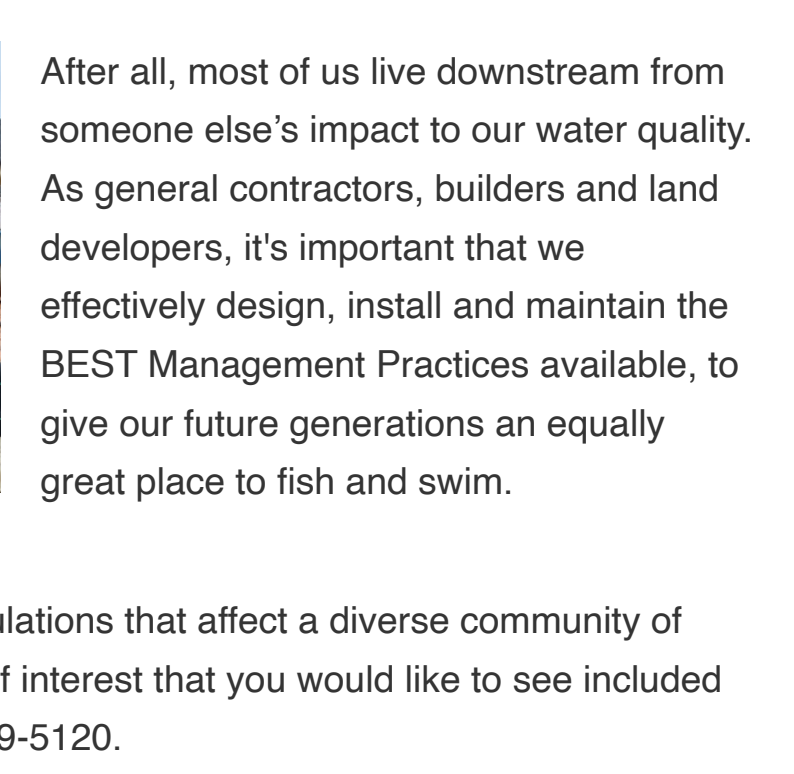 After all, most of us live downstream from
someone else’s impact to our water quality.
As general contractors, builders and land
developers, it's important that we
effectively design, install and maintain the
BEST Management Practices available, to
give our future generations an equally
great place to fish and swim.
that affect a diverse community of
interest that you would like to see included
9-5120.